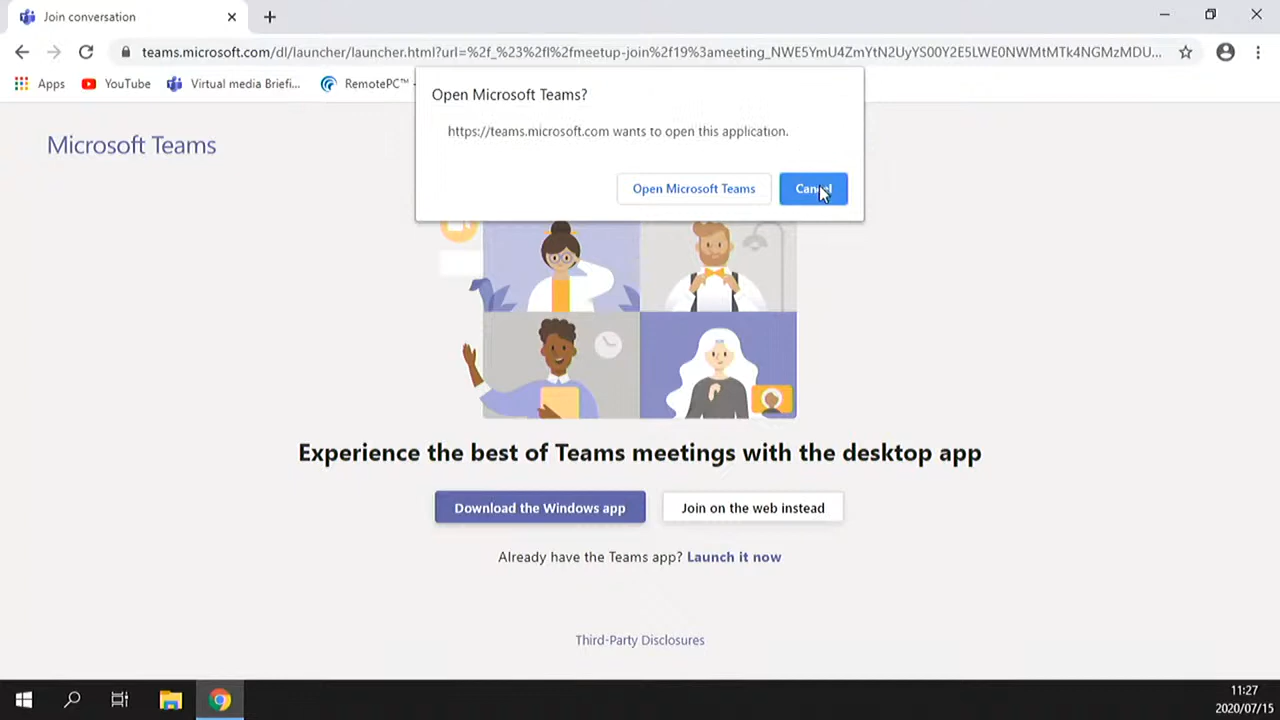 Join conversation
teams.microsoft.com/dl/launcher/launcher.html?url=%2f_%23%2fl%2fmeetup-join%2f19%3ameeting_NWE5YmU4ZmYtN2UyYS00Y2E5LWE0NWMtMTk4NGMzMDU...
Apps YouTube Virtual media Briefi... RemotePC™ -
Open Microsoft Teams?
https://teams.microsoft.com wants to open this application.
Open Microsoft Teams Cancel
Microsoft Teams
Experience the best of Teams meetings with the desktop app
Download the Windows app Join on the web instead
Already have the Teams app? Launch it now
Third-Party Disclosures
11:27
2020/07/15